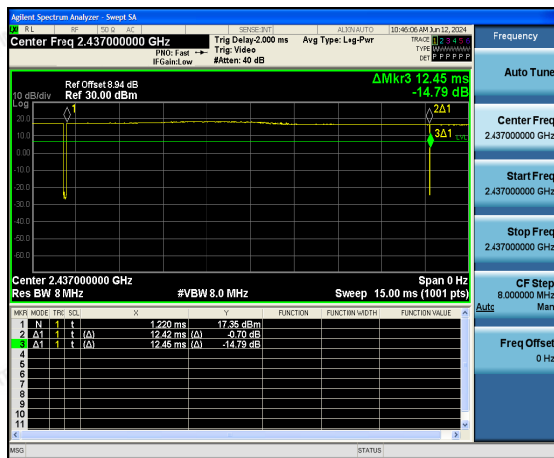 Agilent Spectrum Analyzer - Swept SA
RL RF 50 Ω AC SENSE:INT ALIGN AUTO 10:46:06 AM Jun 12, 2024
Center Freq 2.437000000 GHz
PNO: Fast
IFGain:Low
Trig Delay-2.000 ms
Trig: Video
#Atten: 40 dB
Avg Type: Log-Pwr
TRACE 1 2 3 4 5 6
TYPE
DET P P P P P P
ΔMkr3 12.45 ms
-14.79 dB
Ref Offset 8.94 dB
10 dB/div Ref 30.00 dBm
Log
1
2Δ1
3Δ1
20.0
10.0
0.00
-10.0
-20.0
-30.0
-40.0
-50.0
-60.0
Center 2.437000000 GHz Span 0 Hz
Res BW 8 MHz #VBW 8.0 MHz Sweep 15.00 ms (1001 pts)
MKR MODE TRC SCL X Y FUNCTION FUNCTION WIDTH FUNCTION VALUE
1 N 1 t 1.220 ms 17.35 dBm
2 Δ1 1 t (Δ) 12.42 ms (Δ) -0.70 dB
3 Δ1 1 t (Δ) 12.45 ms (Δ) -14.79 dB
4
5
6
7
8
9
10
11
MSG STATUS
Frequency
Auto Tune
Center Freq
2.437000000 GHz
Start Freq
2.437000000 GHz
Stop Freq
2.437000000 GHz
CF Step
8.000000 MHz
Auto Man
Freq Offset
0 Hz